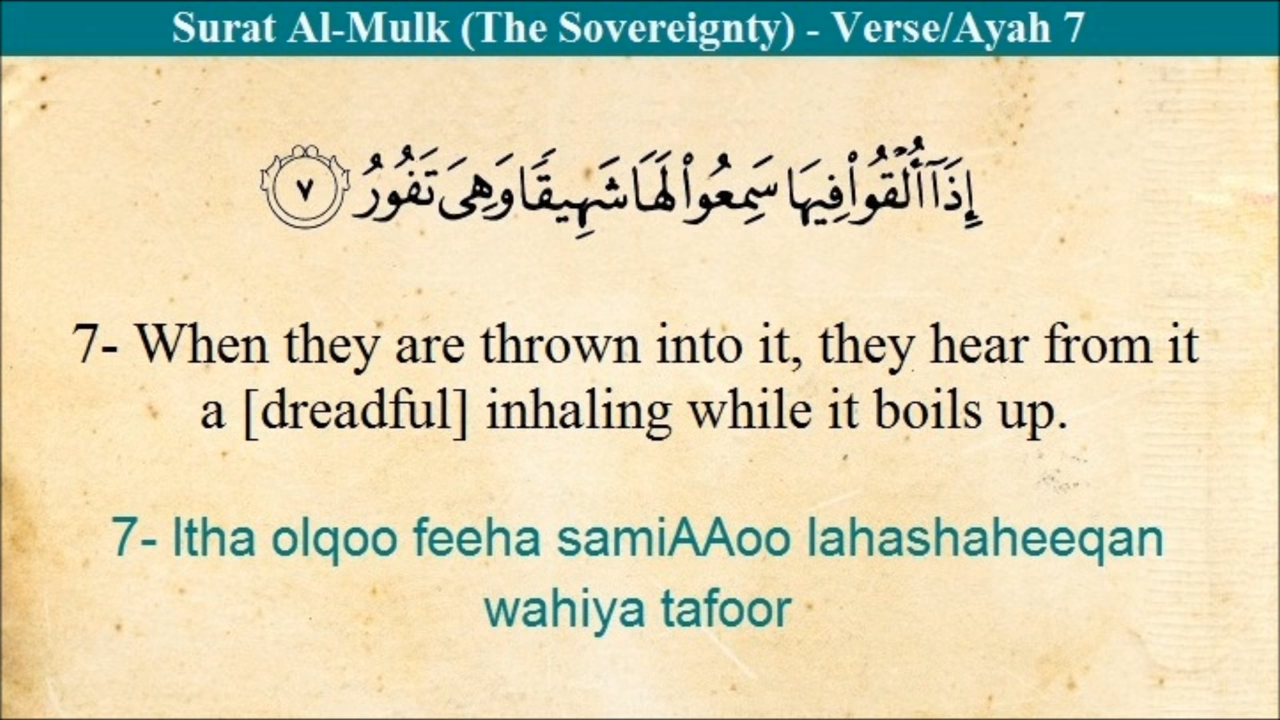 Surat Al-Mulk (The Sovereignty) - Verse/Ayah 7
إِذَآ أُلْقُوا۟ فِيهَا سَمِعُوا۟ لَهَا شَهِيقًا وَهِىَ تَفُورُ ٧
7- When they are thrown into it, they hear from it
a [dreadful] inhaling while it boils up.
7- Itha olqoo feeha samiAAoo lahashaheeqan
wahiya tafoor